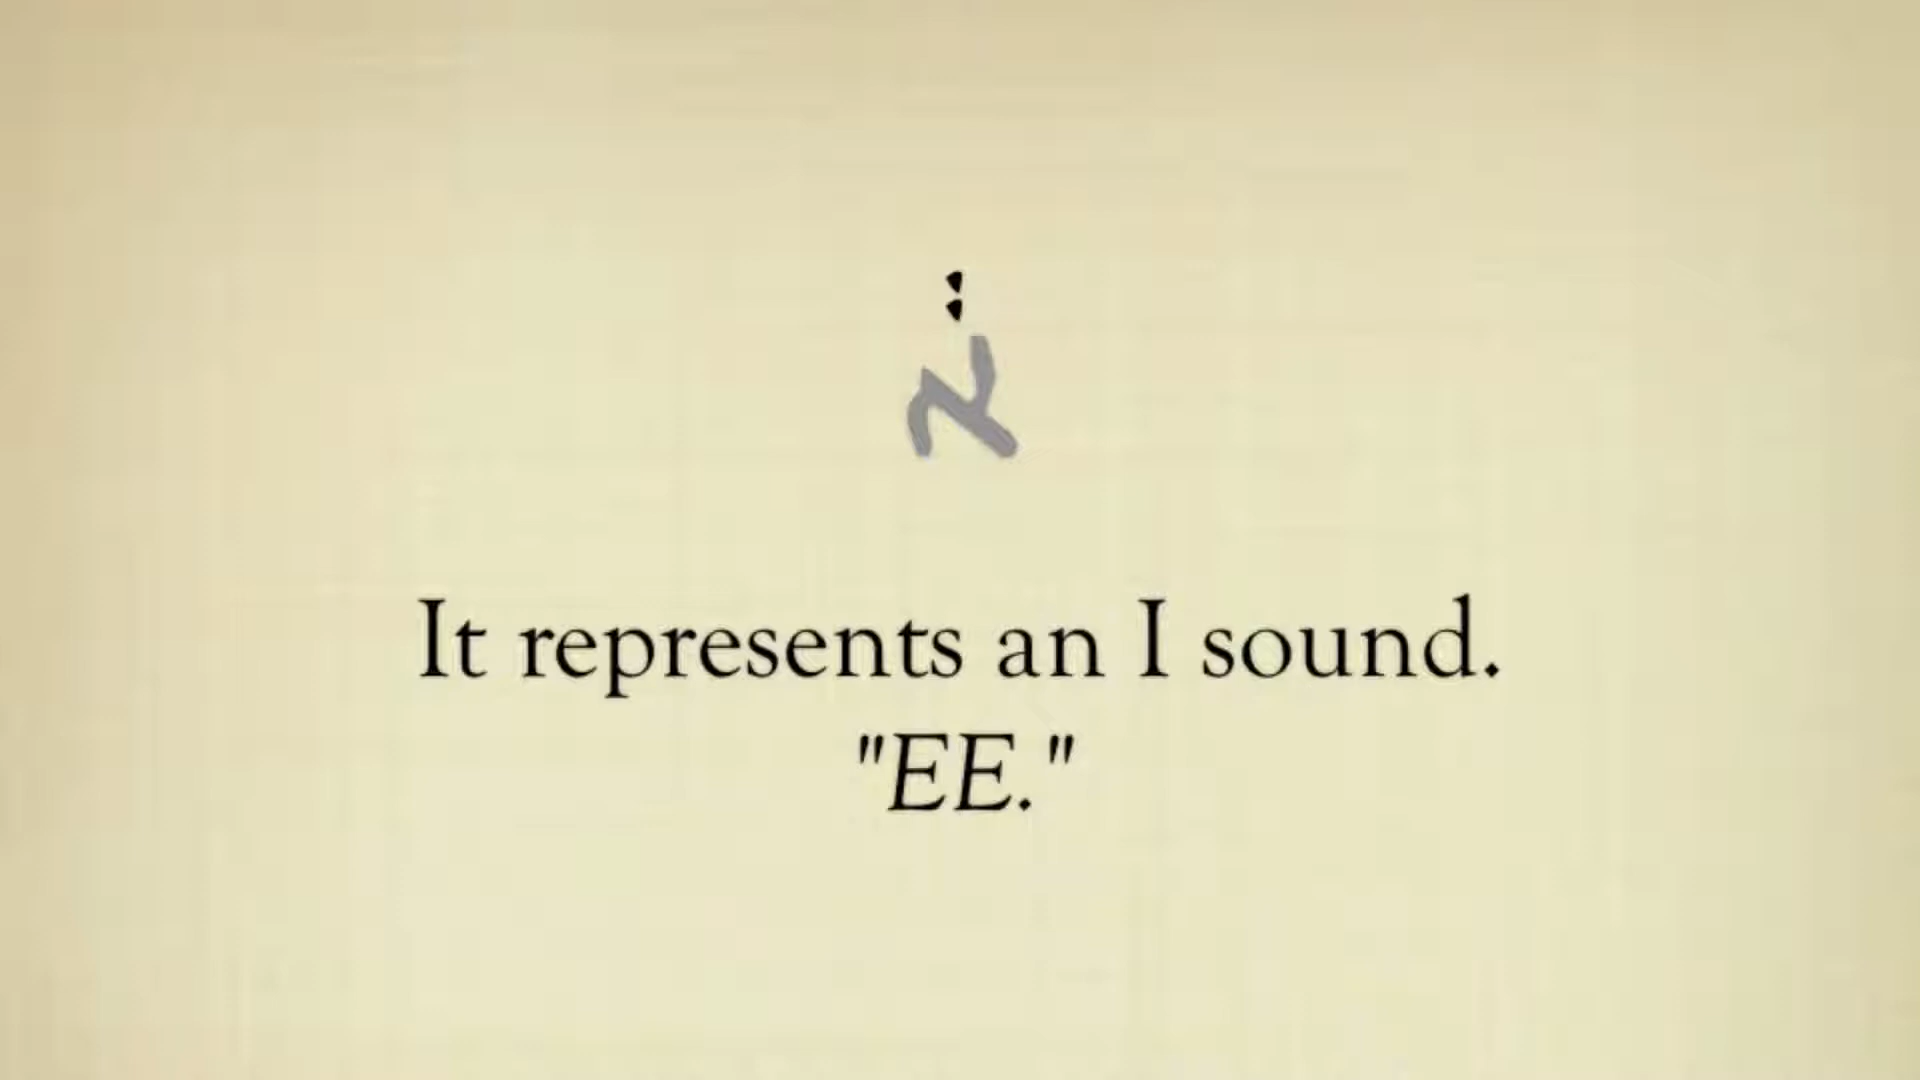 א
It represents an I sound.
"EE."